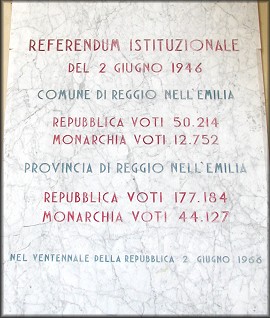 REFERENDUM ISTITUZIONALE
DEL 2 GIUGNO 1946
COMUNE DI REGGIO NELL'EMILIA
REPUBBLICA VOTI 50.214
MONARCHIA VOTI 12.752
PROVINCIA DI REGGIO NELL'EMILIA
REPUBBLICA VOTI 177.184
MONARCHIA VOTI 44.127
NEL VENTENNALE DELLA REPUBBLICA 2 GIUGNO 1966